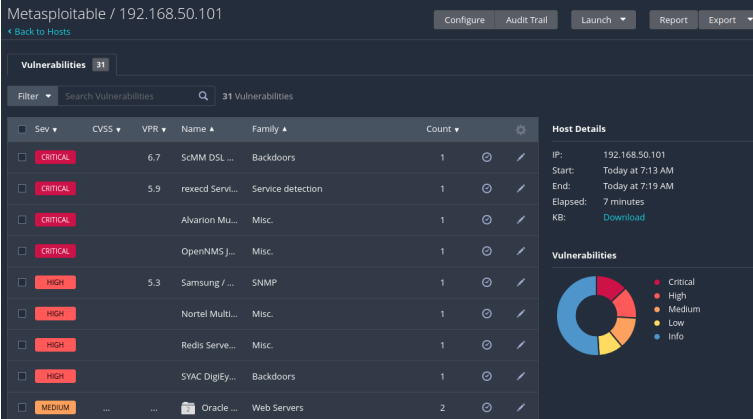 Metasploitable / 192.168.50.101
Configure Audit Trail Launch Report Export
Back to Hosts
Vulnerabilities 31
Filter Search Vulnerabilities 31 Vulnerabilities
Sev CVSS VPR Name Family Count
CRITICAL 6.7 ScMM DSL ... Backdoors 1
CRITICAL 5.9 rexecd Servi... Service detection 1
CRITICAL Alvarion Mu... Misc. 1
CRITICAL OpenNMS J... Misc. 1
HIGH 5.3 Samsung / ... SNMP 1
HIGH Nortel Multi... Misc. 1
HIGH Redis Serve... Misc. 1
HIGH SYAC DigiEy... Backdoors 1
MEDIUM ... ... 2 Oracle ... Web Servers 2
Host Details
IP: 192.168.50.101
Start: Today at 7:13 AM
End: Today at 7:19 AM
Elapsed: 7 minutes
KB: Download
Vulnerabilities
Critical
High
Medium
Low
Info